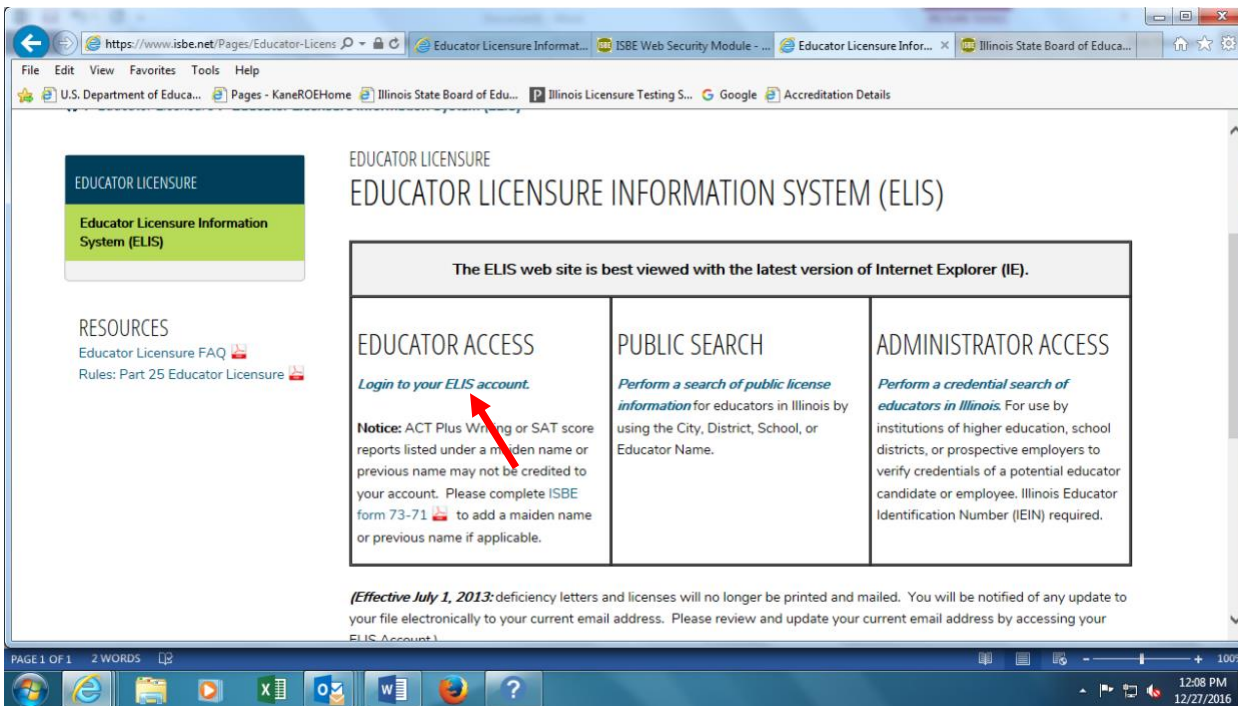 https://www.isbe.net/Pages/Educator-Licens
Educator Licensure Informat...
ISBE Web Security Module - ...
Educator Licensure Infor...
Illinois State Board of Educa...
File Edit View Favorites Tools Help
U.S. Department of Educa...
Pages - KaneROEHome
Illinois State Board of Edu...
Illinois Licensure Testing S...
Google
Accreditation Details
EDUCATOR LICENSURE
Educator Licensure Information
System (ELIS)
RESOURCES
Educator Licensure FAQ
Rules: Part 25 Educator Licensure
EDUCATOR LICENSURE
EDUCATOR LICENSURE INFORMATION SYSTEM (ELIS)
The ELIS web site is best viewed with the latest version of Internet Explorer (IE).
EDUCATOR ACCESS
Login to your ELIS account.
Notice: ACT Plus Writing or SAT score
reports listed under a maiden name or
previous name may not be credited to
your account. Please complete ISBE
form 73-71 to add a maiden name
or previous name if applicable.
PUBLIC SEARCH
Perform a search of public license
information for educators in Illinois by
using the City, District, School, or
Educator Name.
ADMINISTRATOR ACCESS
Perform a credential search of
educators in Illinois. For use by
institutions of higher education, school
districts, or prospective employers to
verify credentials of a potential educator
candidate or employee. Illinois Educator
Identification Number (IEIN) required.
(Effective July 1, 2013: deficiency letters and licenses will no longer be printed and mailed. You will be notified of any update to
your file electronically to your current email address. Please review and update your current email address by accessing your
ELIS Account.)
PAGE 1 OF 1 2 WORDS
100%
12:08 PM
12/27/2016